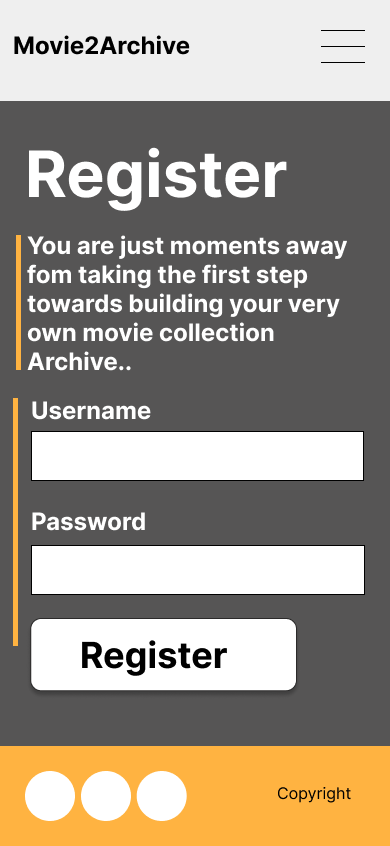 Movie2Archive
Register
You are just moments away
fom taking the first step
towards building your very
own movie collection
Archive..
Username
Password
Register
Copyright